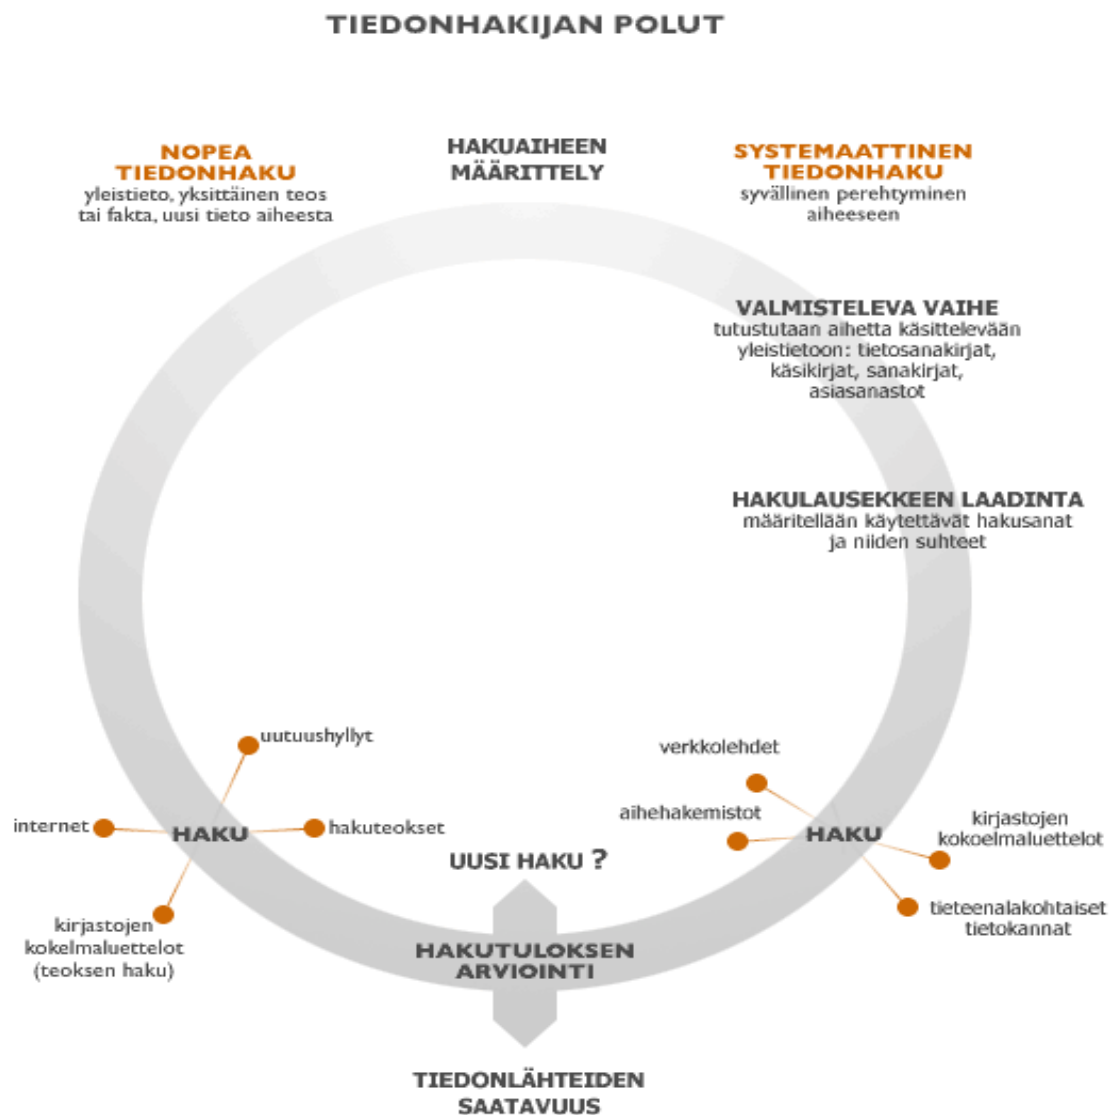 TIEDONHAKIJAN POLUT
NOPEA
TIEDONHAKU
yleistieto, yksittäinen teos
tai fakta, uusi tieto aiheesta
HAKUAIHEEN
MÄÄRITTELY
SYSTEMAATTINEN
TIEDONHAKU
syvällinen perehtyminen
aiheeseen
VALMISTELEVA VAIHE
tutustutaan aihetta käsittelevään
yleistietoon: tietosanakirjat,
käsikirjat, sanakirjat,
asiasanastot
HAKULAUSEKKEEN LAADINTA
määritellään käytettävät hakusanat
ja niiden suhteet
uutuushyllyt
internet
HAKU
hakuteokset
kirjastojen
kokelmaluettelot
(teoksen haku)
verkkolehdet
aihehakemistot
HAKU
kirjastojen
kokoelmaluettelot
tieteenalakohtaiset
tietokannat
UUSI HAKU ?
HAKUTULOKSEN
ARVIOINTI
TIEDONLÄHTEIDEN
SAATAVUUS